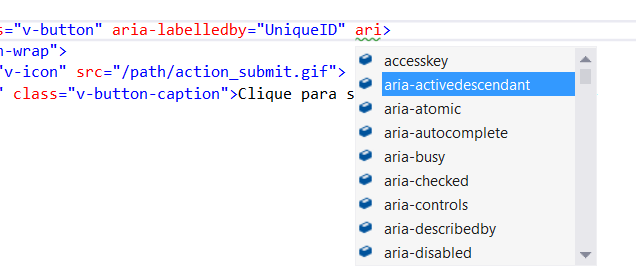 s="v-button" aria-labelledby="UniqueID" ari>
n-wrap">
"v-icon" src="/path/action_submit.gif">
" class="v-button-caption">Clique para s
accesskey
aria-activedescendant
aria-atomic
aria-autocomplete
aria-busy
aria-checked
aria-controls
aria-describedby
aria-disabled